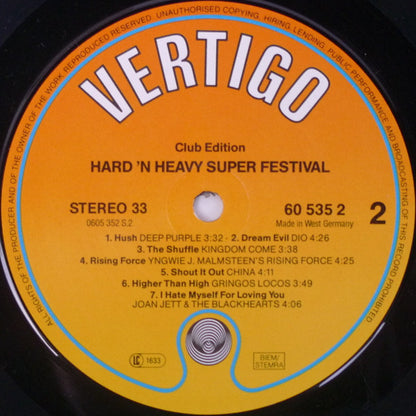 ALL RIGHTS OF THE PRODUCER AND OF THE OWNER OF THE WORK REPRODUCED RESERVED. UNAUTHORISED COPYING, HIRING, LENDING, PUBLIC PERFORMANCE AND BROADCASTING OF THIS RECORD PROHIBITED
VERTIGO
Club Edition
HARD 'N HEAVY SUPER FESTIVAL
STEREO 33 60 535 2 2
0605 352 S.2 Made in West Germany
1. Hush DEEP PURPLE 3:32 - 2. Dream Evil DIO 4:26
3. The Shuffle KINGDOM COME 3:38
4. Rising Force YNGWIE J. MALMSTEEN'S RISING FORCE 4:25
5. Shout It Out CHINA 4:11
6. Higher Than High GRINGOS LOCOS 3:49
7. I Hate Myself For Loving You
JOAN JETT & THE BLACKHEARTS 4:06
LC 1633
BIEM/
STEMRA